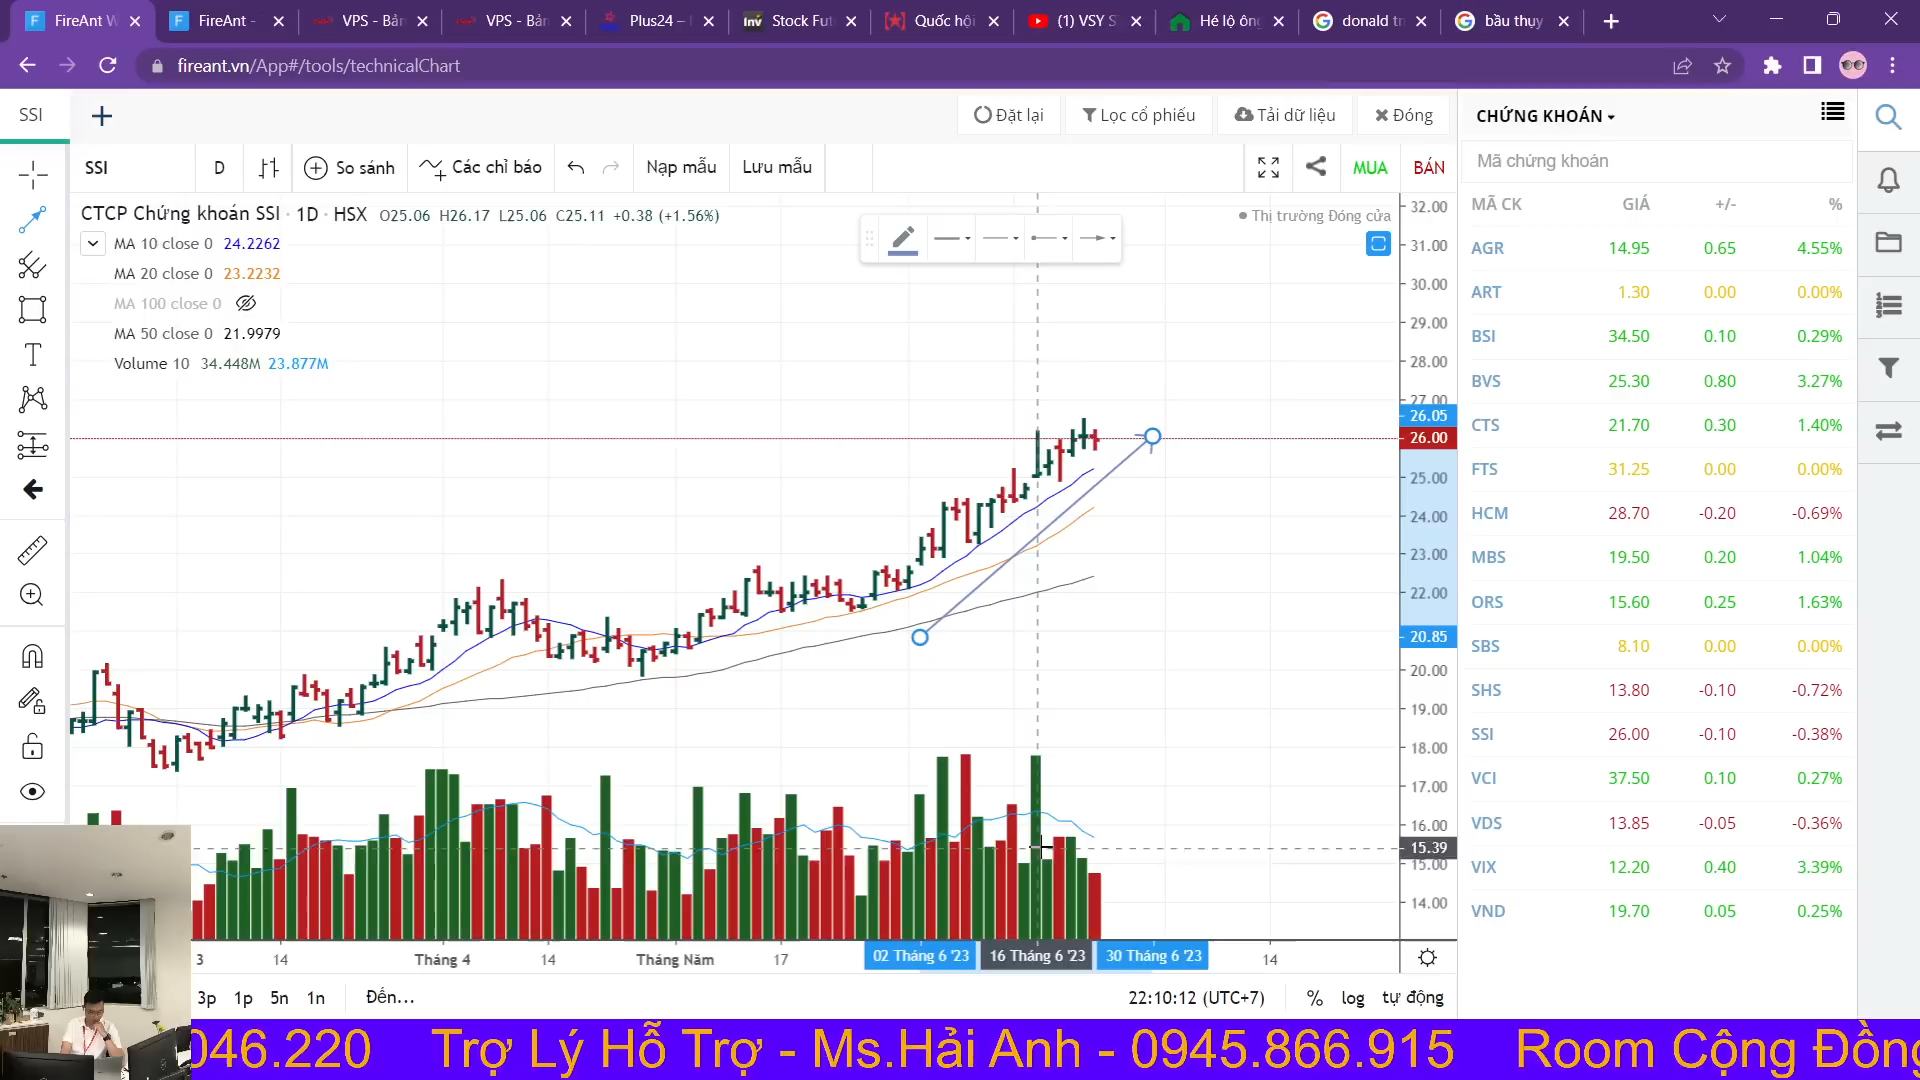 FireAnt W
FireAnt -
VPS - Bản
VPS - Bản
Plus24 –
Stock Fut
Quốc hội
(1) VSY S
Hé lộ ông
donald tr
bầu thụy
fireant.vn/App#/tools/technicalChart
SSI
Đặt lại
Lọc cổ phiếu
Tải dữ liệu
Đóng
SSI
D
So sánh
Các chỉ báo
Nạp mẫu
Lưu mẫu
MUA
BÁN
CTCP Chứng khoán SSI · 1D · HSX O25.06 H26.17 L25.06 C25.11 +0.38 (+1.56%)
Thị trường Đóng cửa
MA 10 close 0 24.2262
MA 20 close 0 23.2232
MA 100 close 0
MA 50 close 0 21.9979
Volume 10 34.448M 23.877M
32.00
31.00
30.00
29.00
28.00
27.00
26.05
26.00
25.00
24.00
23.00
22.00
20.85
20.00
19.00
18.00
17.00
16.00
15.39
15.00
14.00
3
14
Tháng 4
14
Tháng Năm
17
02 Tháng 6 '23
16 Tháng 6 '23
30 Tháng 6 '23
14
3p 1p 5n 1n Đến...
22:10:12 (UTC+7) % log tự động
CHỨNG KHOÁN
Mã chứng khoán
MÃ CK GIÁ +/- %
AGR 14.95 0.65 4.55%
ART 1.30 0.00 0.00%
BSI 34.50 0.10 0.29%
BVS 25.30 0.80 3.27%
CTS 21.70 0.30 1.40%
FTS 31.25 0.00 0.00%
HCM 28.70 -0.20 -0.69%
MBS 19.50 0.20 1.04%
ORS 15.60 0.25 1.63%
SBS 8.10 0.00 0.00%
SHS 13.80 -0.10 -0.72%
SSI 26.00 -0.10 -0.38%
VCI 37.50 0.10 0.27%
VDS 13.85 -0.05 -0.36%
VIX 12.20 0.40 3.39%
VND 19.70 0.05 0.25%
046.220 Trợ Lý Hỗ Trợ - Ms.Hải Anh - 0945.866.915 Room Cộng Đồng